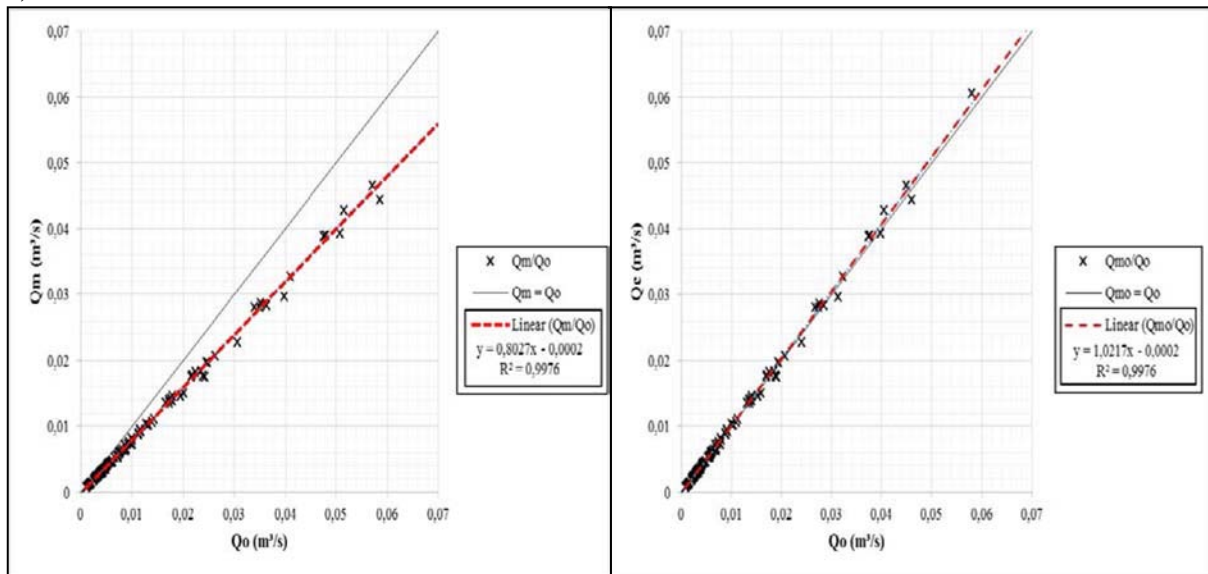 0,07
0,06
0,05
0,04
0,03
0,02
0,01
0
Qm (m³/s)
0 0,01 0,02 0,03 0,04 0,05 0,06 0,07
Qo (m³/s)
Qm/Qo
Qm = Qo
Linear (Qm/Qo)
y = 0,8027x - 0,0002
R² = 0,9976
0,07
0,06
0,05
0,04
0,03
0,02
0,01
0
Qe (m³/s)
0 0,01 0,02 0,03 0,04 0,05 0,06 0,07
Qo (m³/s)
Qmo/Qo
Qmo = Qo
Linear (Qmo/Qo)
y = 1,0217x - 0,0002
R² = 0,9976